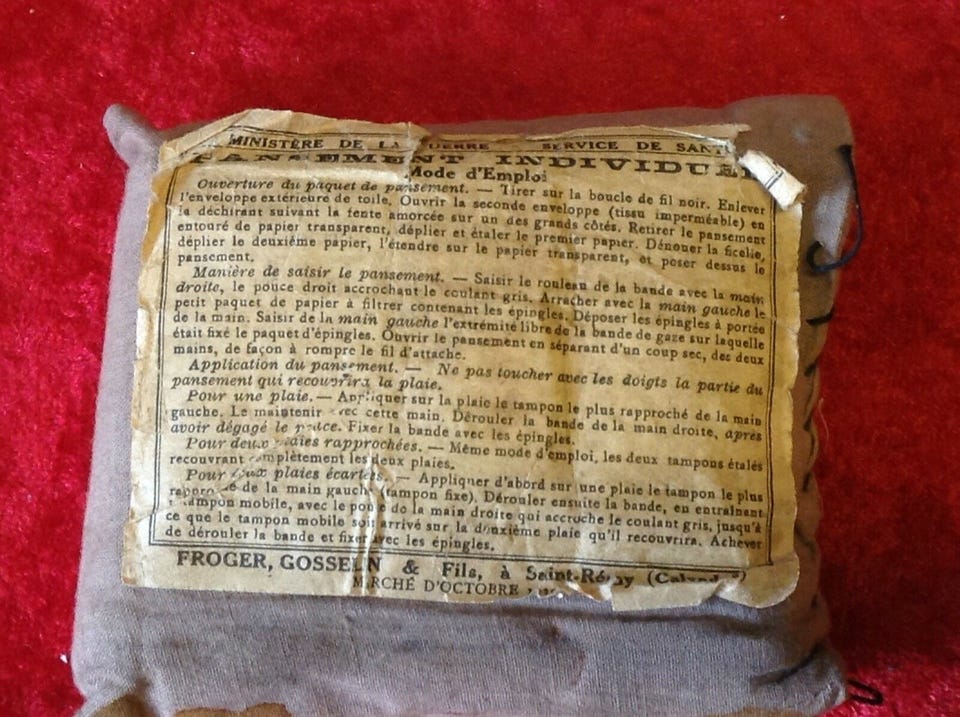 MINISTÈRE DE LA GUERRE SERVICE DE SANT
PANSEMENT INDIVIDUEL
Mode d'Emploi
Ouverture du paquet de pansement. — Tirer sur la boucle de fil noir. Enlever
l'enveloppe extérieure de toile. Ouvrir la seconde enveloppe (tissu imperméable) en
la déchirant suivant la fente amorcée sur un des grands côtés. Retirer le pansement
entouré de papier transparent, déplier et étaler le premier papier. Dénouer la ficelle,
déplier le deuxième papier, l'étendre sur le papier transparent, et poser dessus le
pansement.
Manière de saisir le pansement. — Saisir le rouleau de la bande avec la main
droite, le pouce droit accrochant le coulant gris. Arracher avec la main gauche le
petit paquet de papier à filtrer contenant les épingles. Déposer les épingles à portée
de la main. Saisir de la main gauche l'extrémité libre de la bande de gaze sur laquelle
était fixé le paquet d'épingles. Ouvrir le pansement en séparant d'un coup sec, des deux
mains, de façon à rompre le fil d'attache.
Application du pansement. — Ne pas toucher avec les doigts la partie du
pansement qui recouvrira la plaie.
Pour une plaie. — Appliquer sur la plaie le tampon le plus rapproché de la main
gauche. Le maintenir avec cette main. Dérouler la bande de la main droite, après
avoir dégagé le pouce. Fixer la bande avec les épingles.
Pour deux plaies rapprochées. — Même mode d'emploi, les deux tampons étalés
recouvrant complètement les deux plaies.
Pour deux plaies écartées. — Appliquer d'abord sur une plaie le tampon le plus
de la main gauche (tampon fixe). Dérouler ensuite la bande, en entraînant
tampon mobile, avec le pouce de la main droite qui accroche le coulant gris, jusqu'à
ce que le tampon mobile soit arrivé sur la deuxième plaie qu'il recouvrira. Achever
de dérouler la bande et fixer avec les épingles.
FROGER, GOSSELIN & Fils, à Saint-Rémy (Calvados)
MARCHÉ D'OCTOBRE